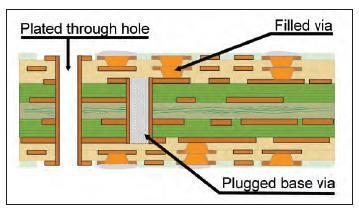 Plated through hole
Filled via
Plugged base via